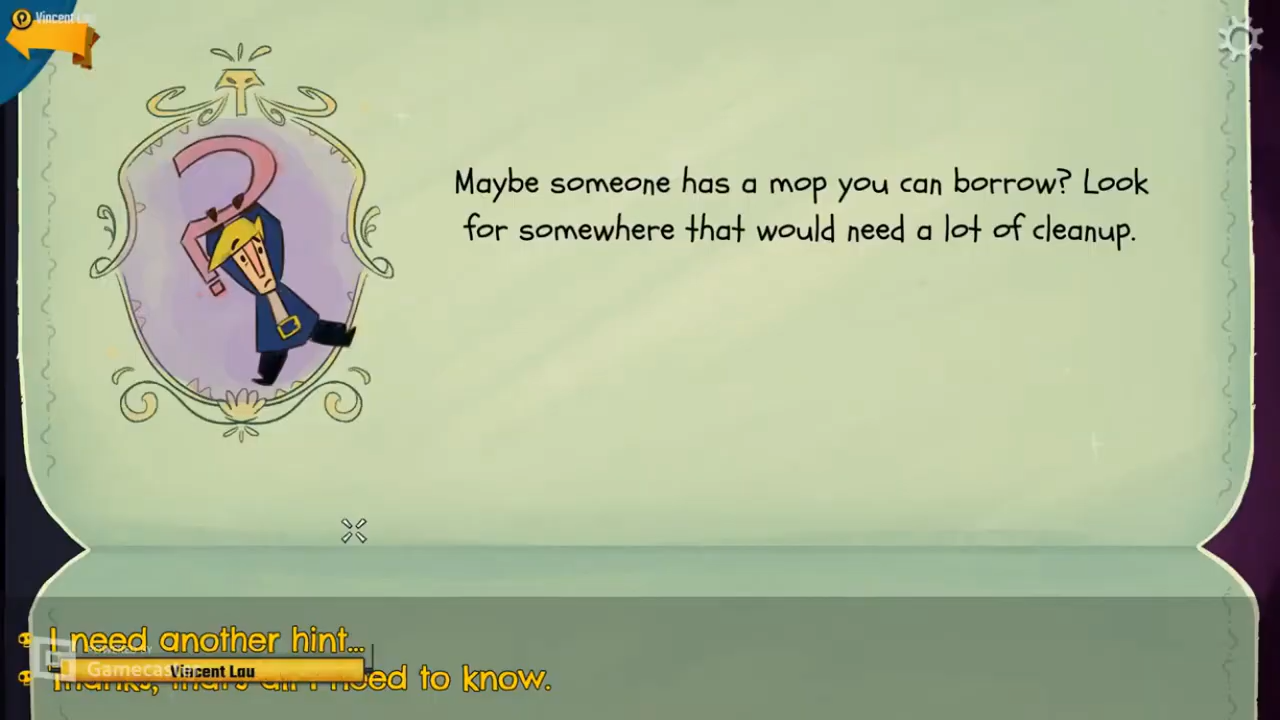 Vincent Lau
Maybe someone has a mop you can borrow? Look
for somewhere that would need a lot of cleanup.
I need another hint...
Gamecaster
Vincent Lau
Thanks, that's all I need to know.